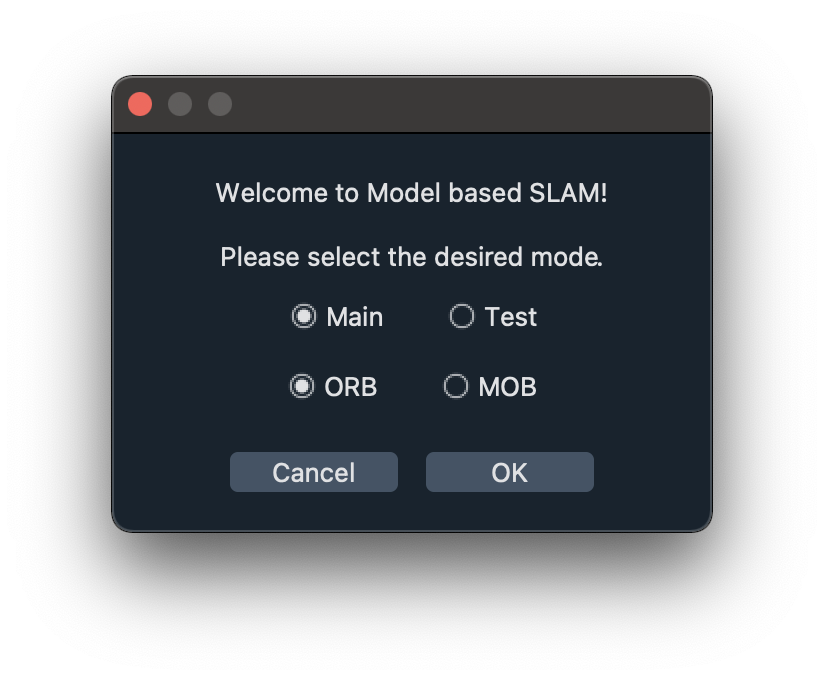 Welcome to Model based SLAM!
Please select the desired mode.
Main Test
ORB MOB
Cancel OK